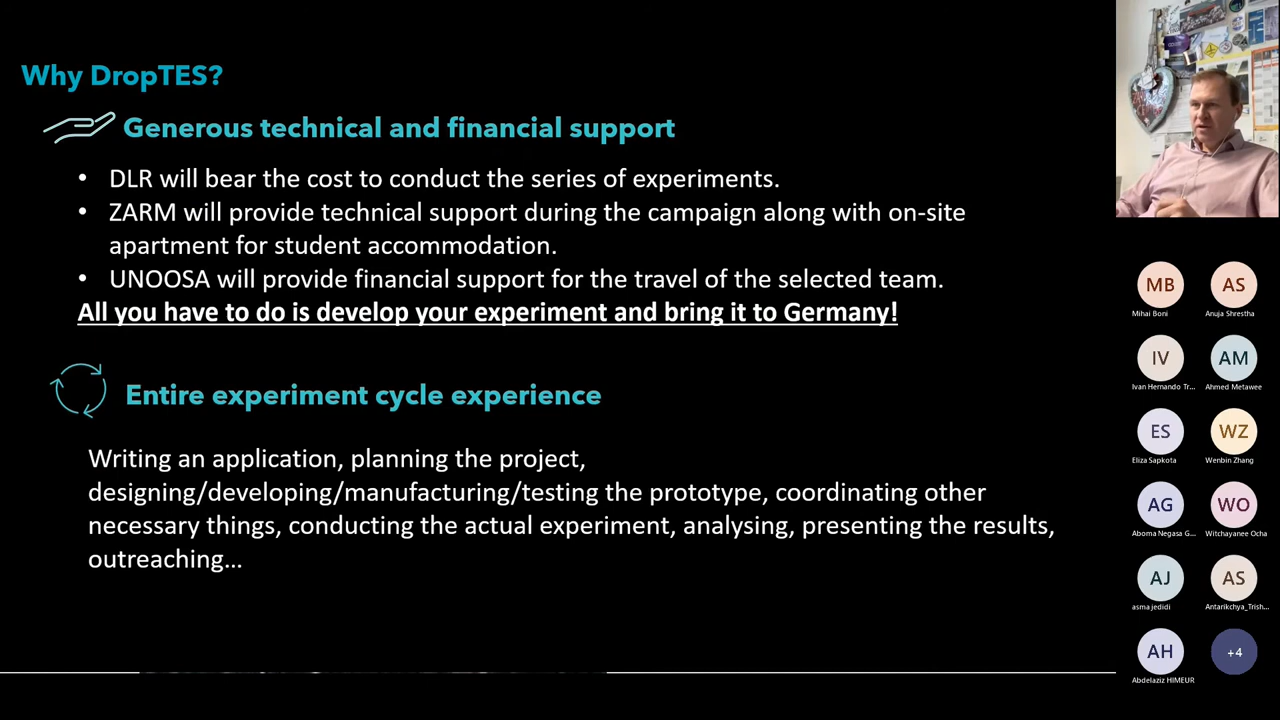 Why DropTES?
Generous technical and financial support
• DLR will bear the cost to conduct the series of experiments.
• ZARM will provide technical support during the campaign along with on-site
apartment for student accommodation.
• UNOOSA will provide financial support for the travel of the selected team.
All you have to do is develop your experiment and bring it to Germany!
Entire experiment cycle experience
Writing an application, planning the project,
designing/developing/manufacturing/testing the prototype, coordinating other
necessary things, conducting the actual experiment, analysing, presenting the results,
outreaching...
MB
Mihai Boni
AS
Anuja Shrestha
IV
Ivan Hernando Tr...
AM
Ahmed Metawee
ES
Eliza Sapkota
WZ
Wenbin Zhang
AG
Aboma Negasa G...
WO
Witchayanee Ocha
AJ
asma jedidi
AS
Antarikchya_Trish...
AH
Abdelaziz HIMEUR
+4